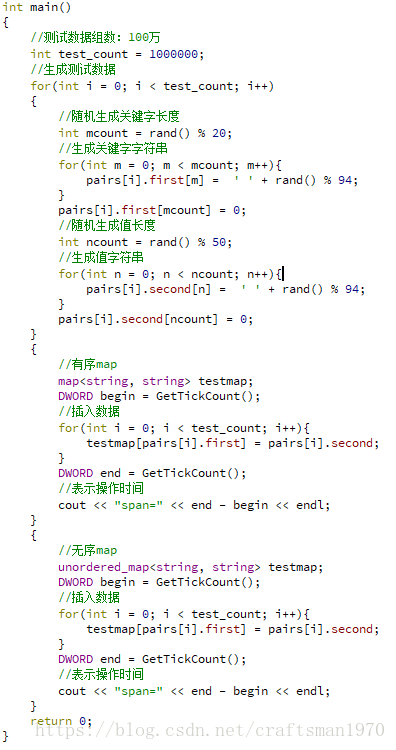 int main()
{
    //测试数据组数: 100万
    int test_count = 1000000;
    //生成测试数据
    for(int i = 0; i < test_count; i++)
    {
        //随机生成关键字长度
        int mcount = rand() % 20;
        //生成关键字字符串
        for(int m = 0; m < mcount; m++){
            pairs[i].first[m] =  ' ' + rand() % 94;
        }
        pairs[i].first[mcount] = 0;
        //随机生成值长度
        int ncount = rand() % 50;
        //生成值字符串
        for(int n = 0; n < ncount; n++){
            pairs[i].second[n] =  ' ' + rand() % 94;
        }
        pairs[i].second[ncount] = 0;
    }
    {
        //有序map
        map<string, string> testmap;
        DWORD begin = GetTickCount();
        //插入数据
        for(int i = 0; i < test_count; i++){
            testmap[pairs[i].first] = pairs[i].second;
        }
        DWORD end = GetTickCount();
        //表示操作时间
        cout << "span=" << end - begin << endl;
    }
    {
        //无序map
        unordered_map<string, string> testmap;
        DWORD begin = GetTickCount();
        //插入数据
        for(int i = 0; i < test_count; i++){
            testmap[pairs[i].first] = pairs[i].second;
        }
        DWORD end = GetTickCount();
        //表示操作时间
        cout << "span=" << end - begin << endl;
    }
    return 0;
}
https://blog.csdn.net/craftsman1970